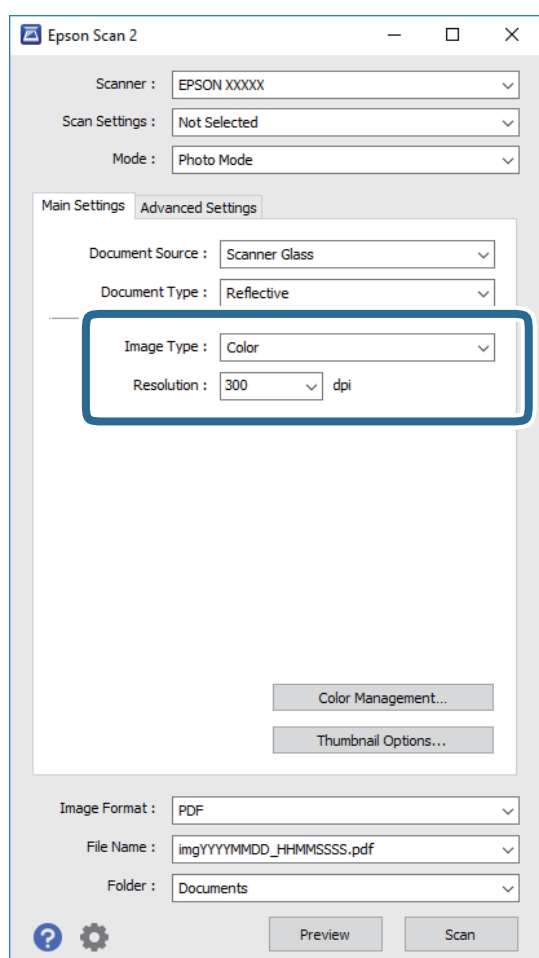 Epson Scan 2
Scanner : EPSON XXXXX
Scan Settings : Not Selected
Mode : Photo Mode
Main Settings Advanced Settings
Document Source : Scanner Glass
Document Type : Reflective
Image Type : Color
Resolution : 300 dpi
Color Management...
Thumbnail Options...
Image Format : PDF
File Name : imgYYYYMMDD_HHMMSSSS.pdf
Folder : Documents
? Preview Scan